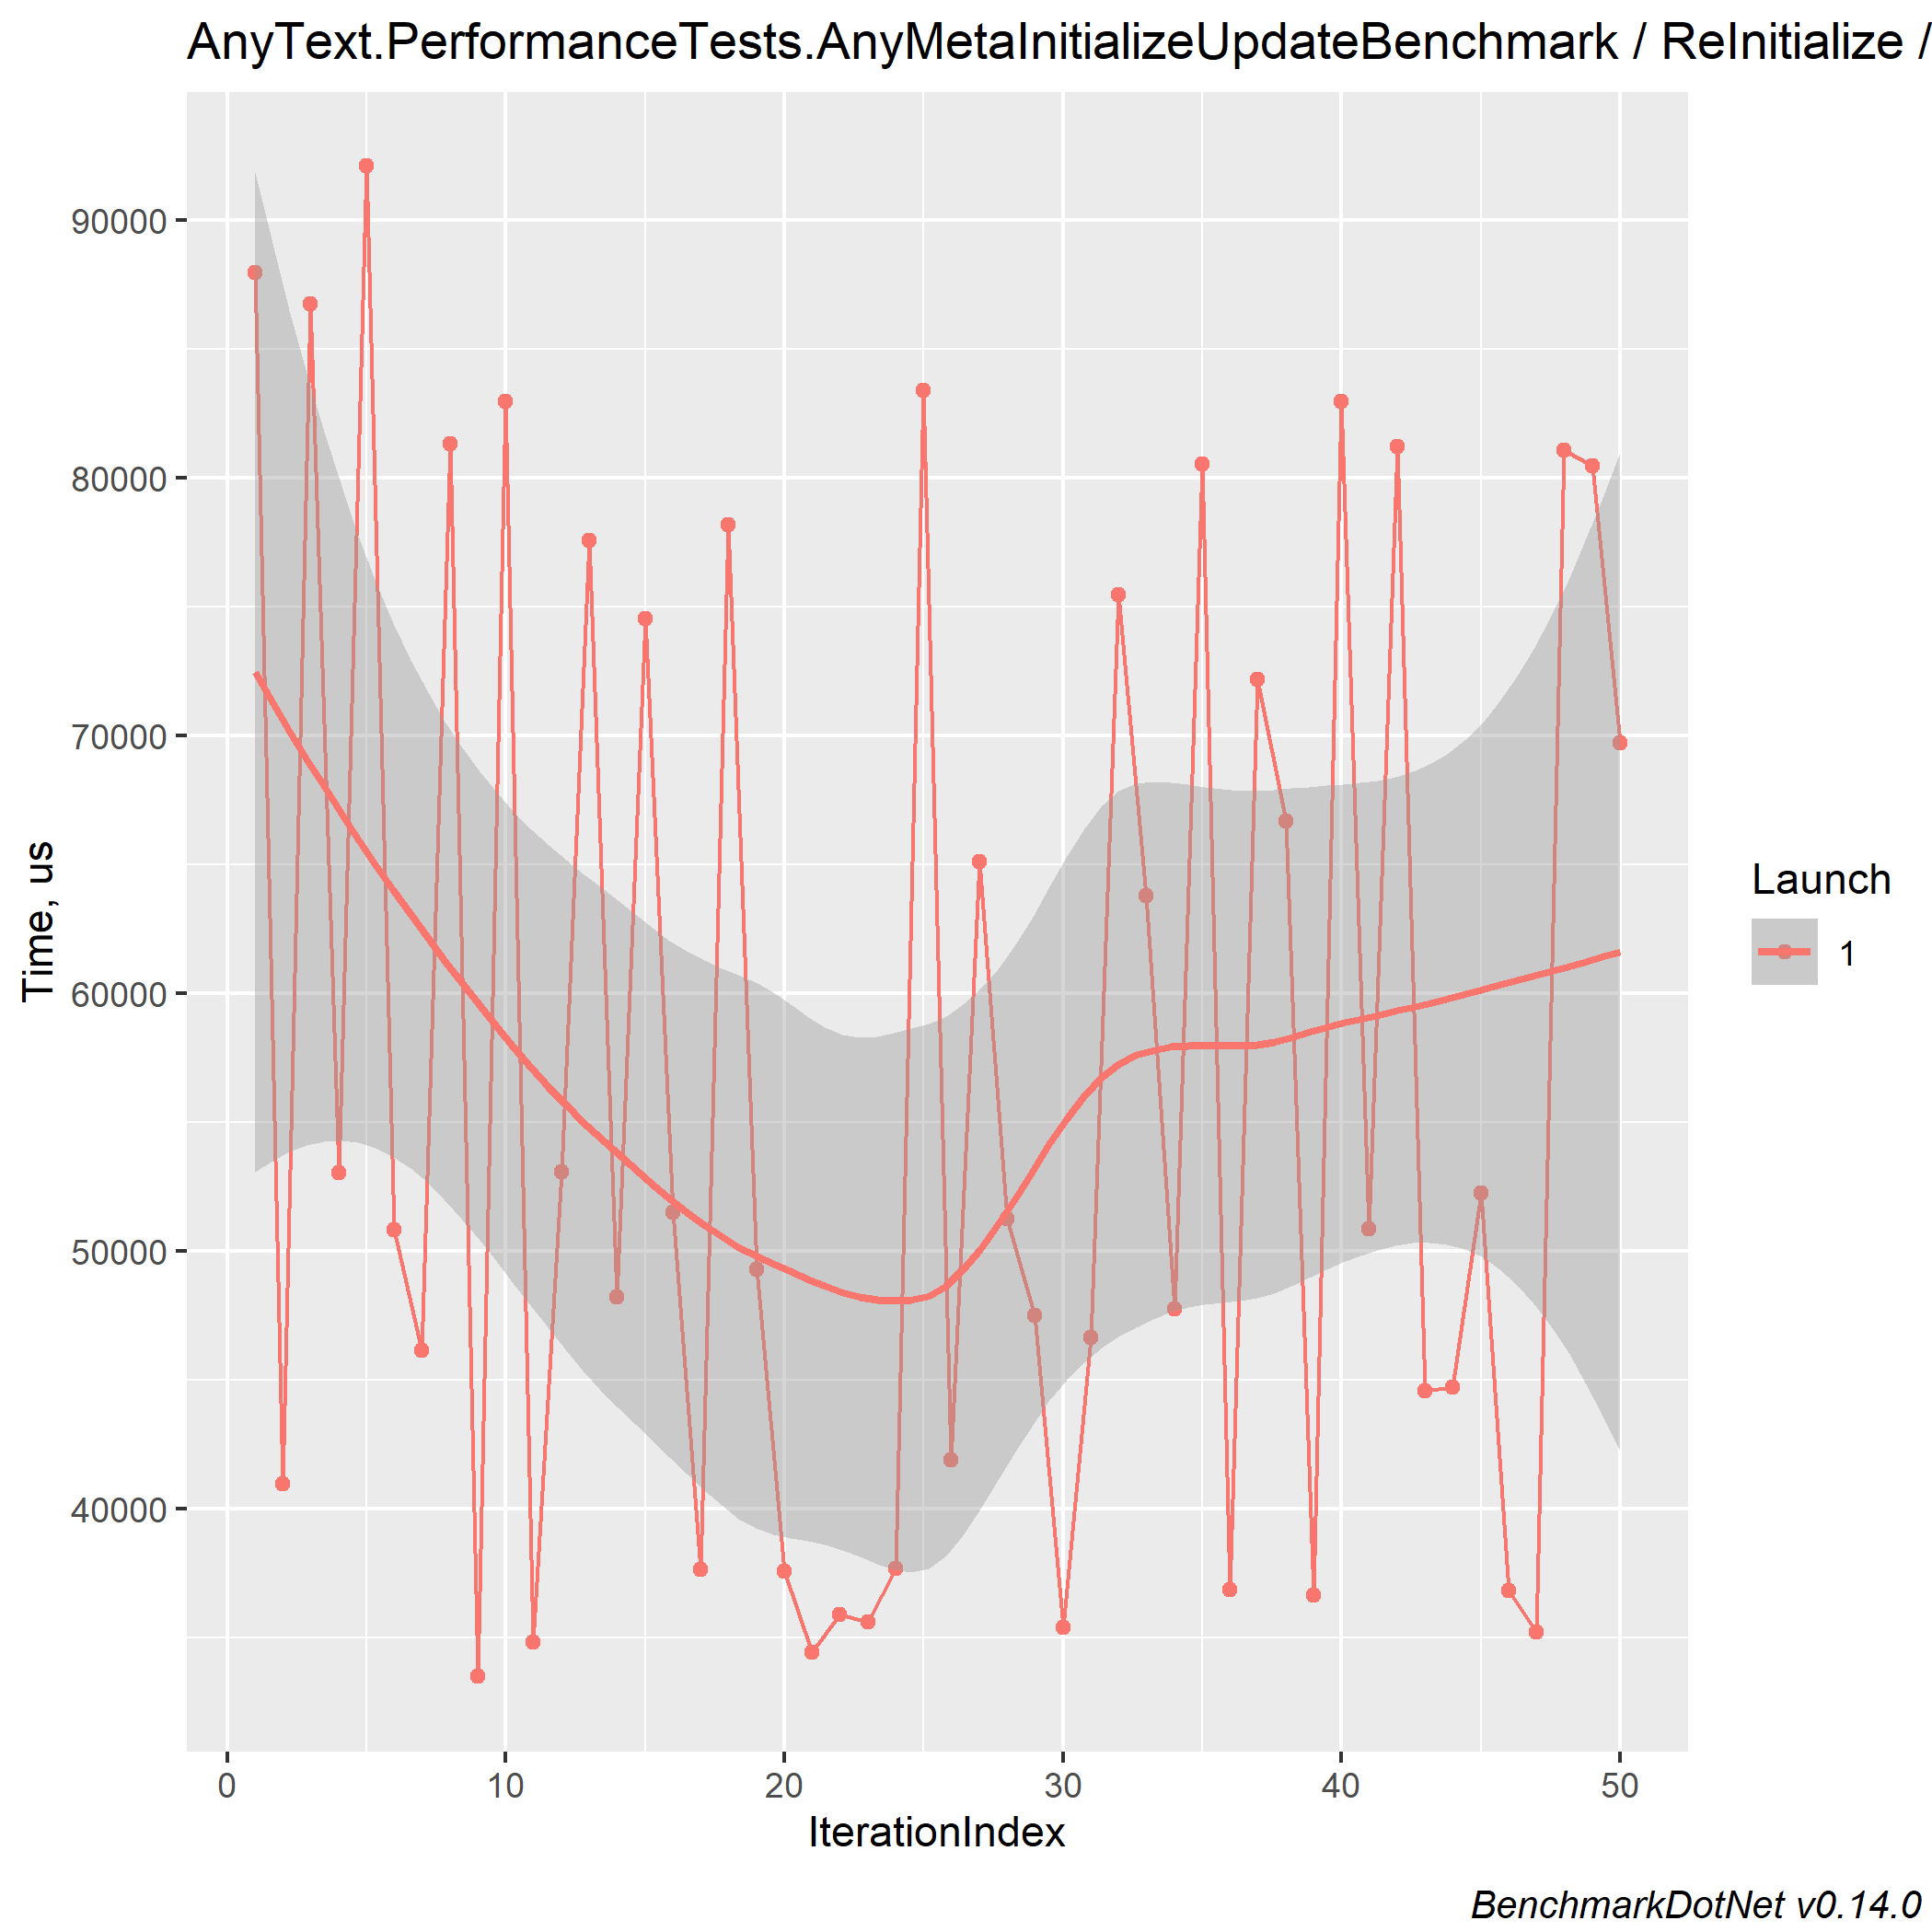 AnyText.PerformanceTests.AnyMetaInitializeUpdateBenchmark / ReInitialize /
90000
80000
70000
60000
50000
40000
Time, us
0 10 20 30 40 50
IterationIndex
Launch
1
BenchmarkDotNet v0.14.0